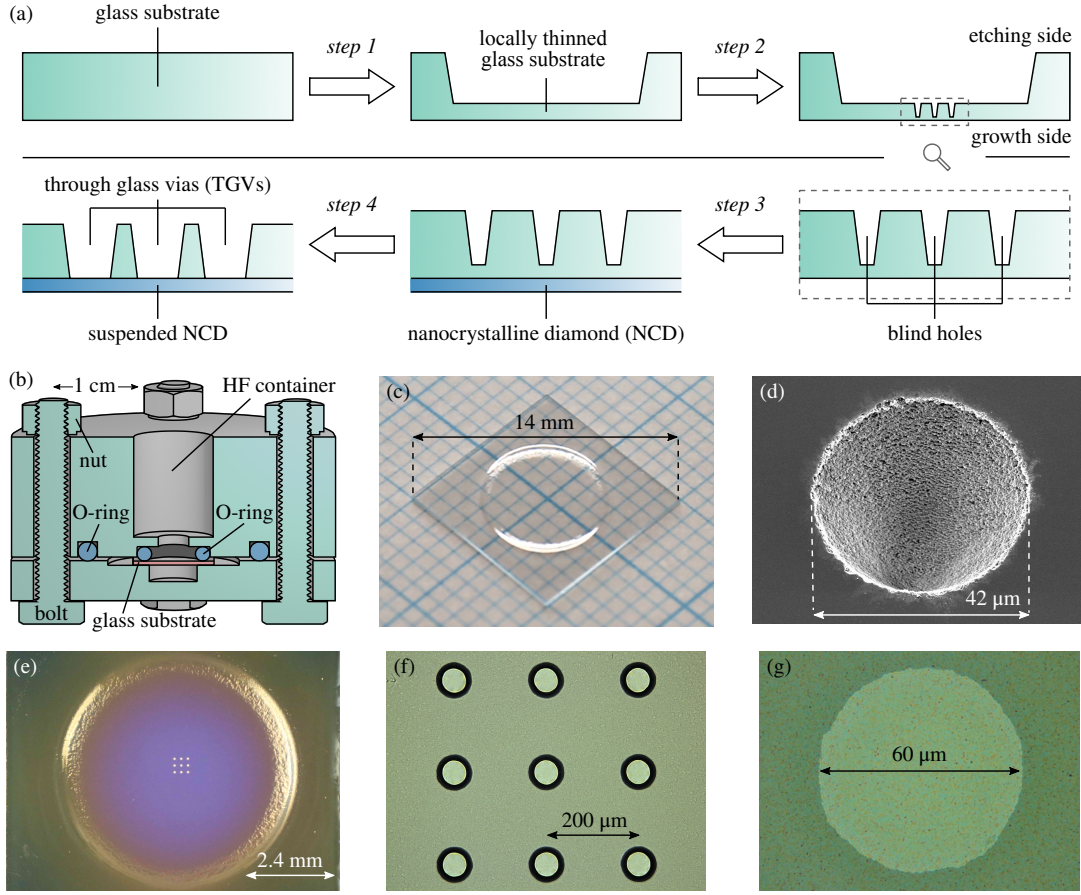 (a)
glass substrate
step 1
locally thinned
glass substrate
step 2
etching side
growth side
through glass vias (TGVs)
step 4
step 3
suspended NCD
nanocrystalline diamond (NCD)
blind holes
(b)
1 cm
HF container
nut
O-ring
O-ring
bolt
glass substrate
(c)
14 mm
(d)
42 µm
(e)
2.4 mm
(f)
200 µm
(g)
60 µm